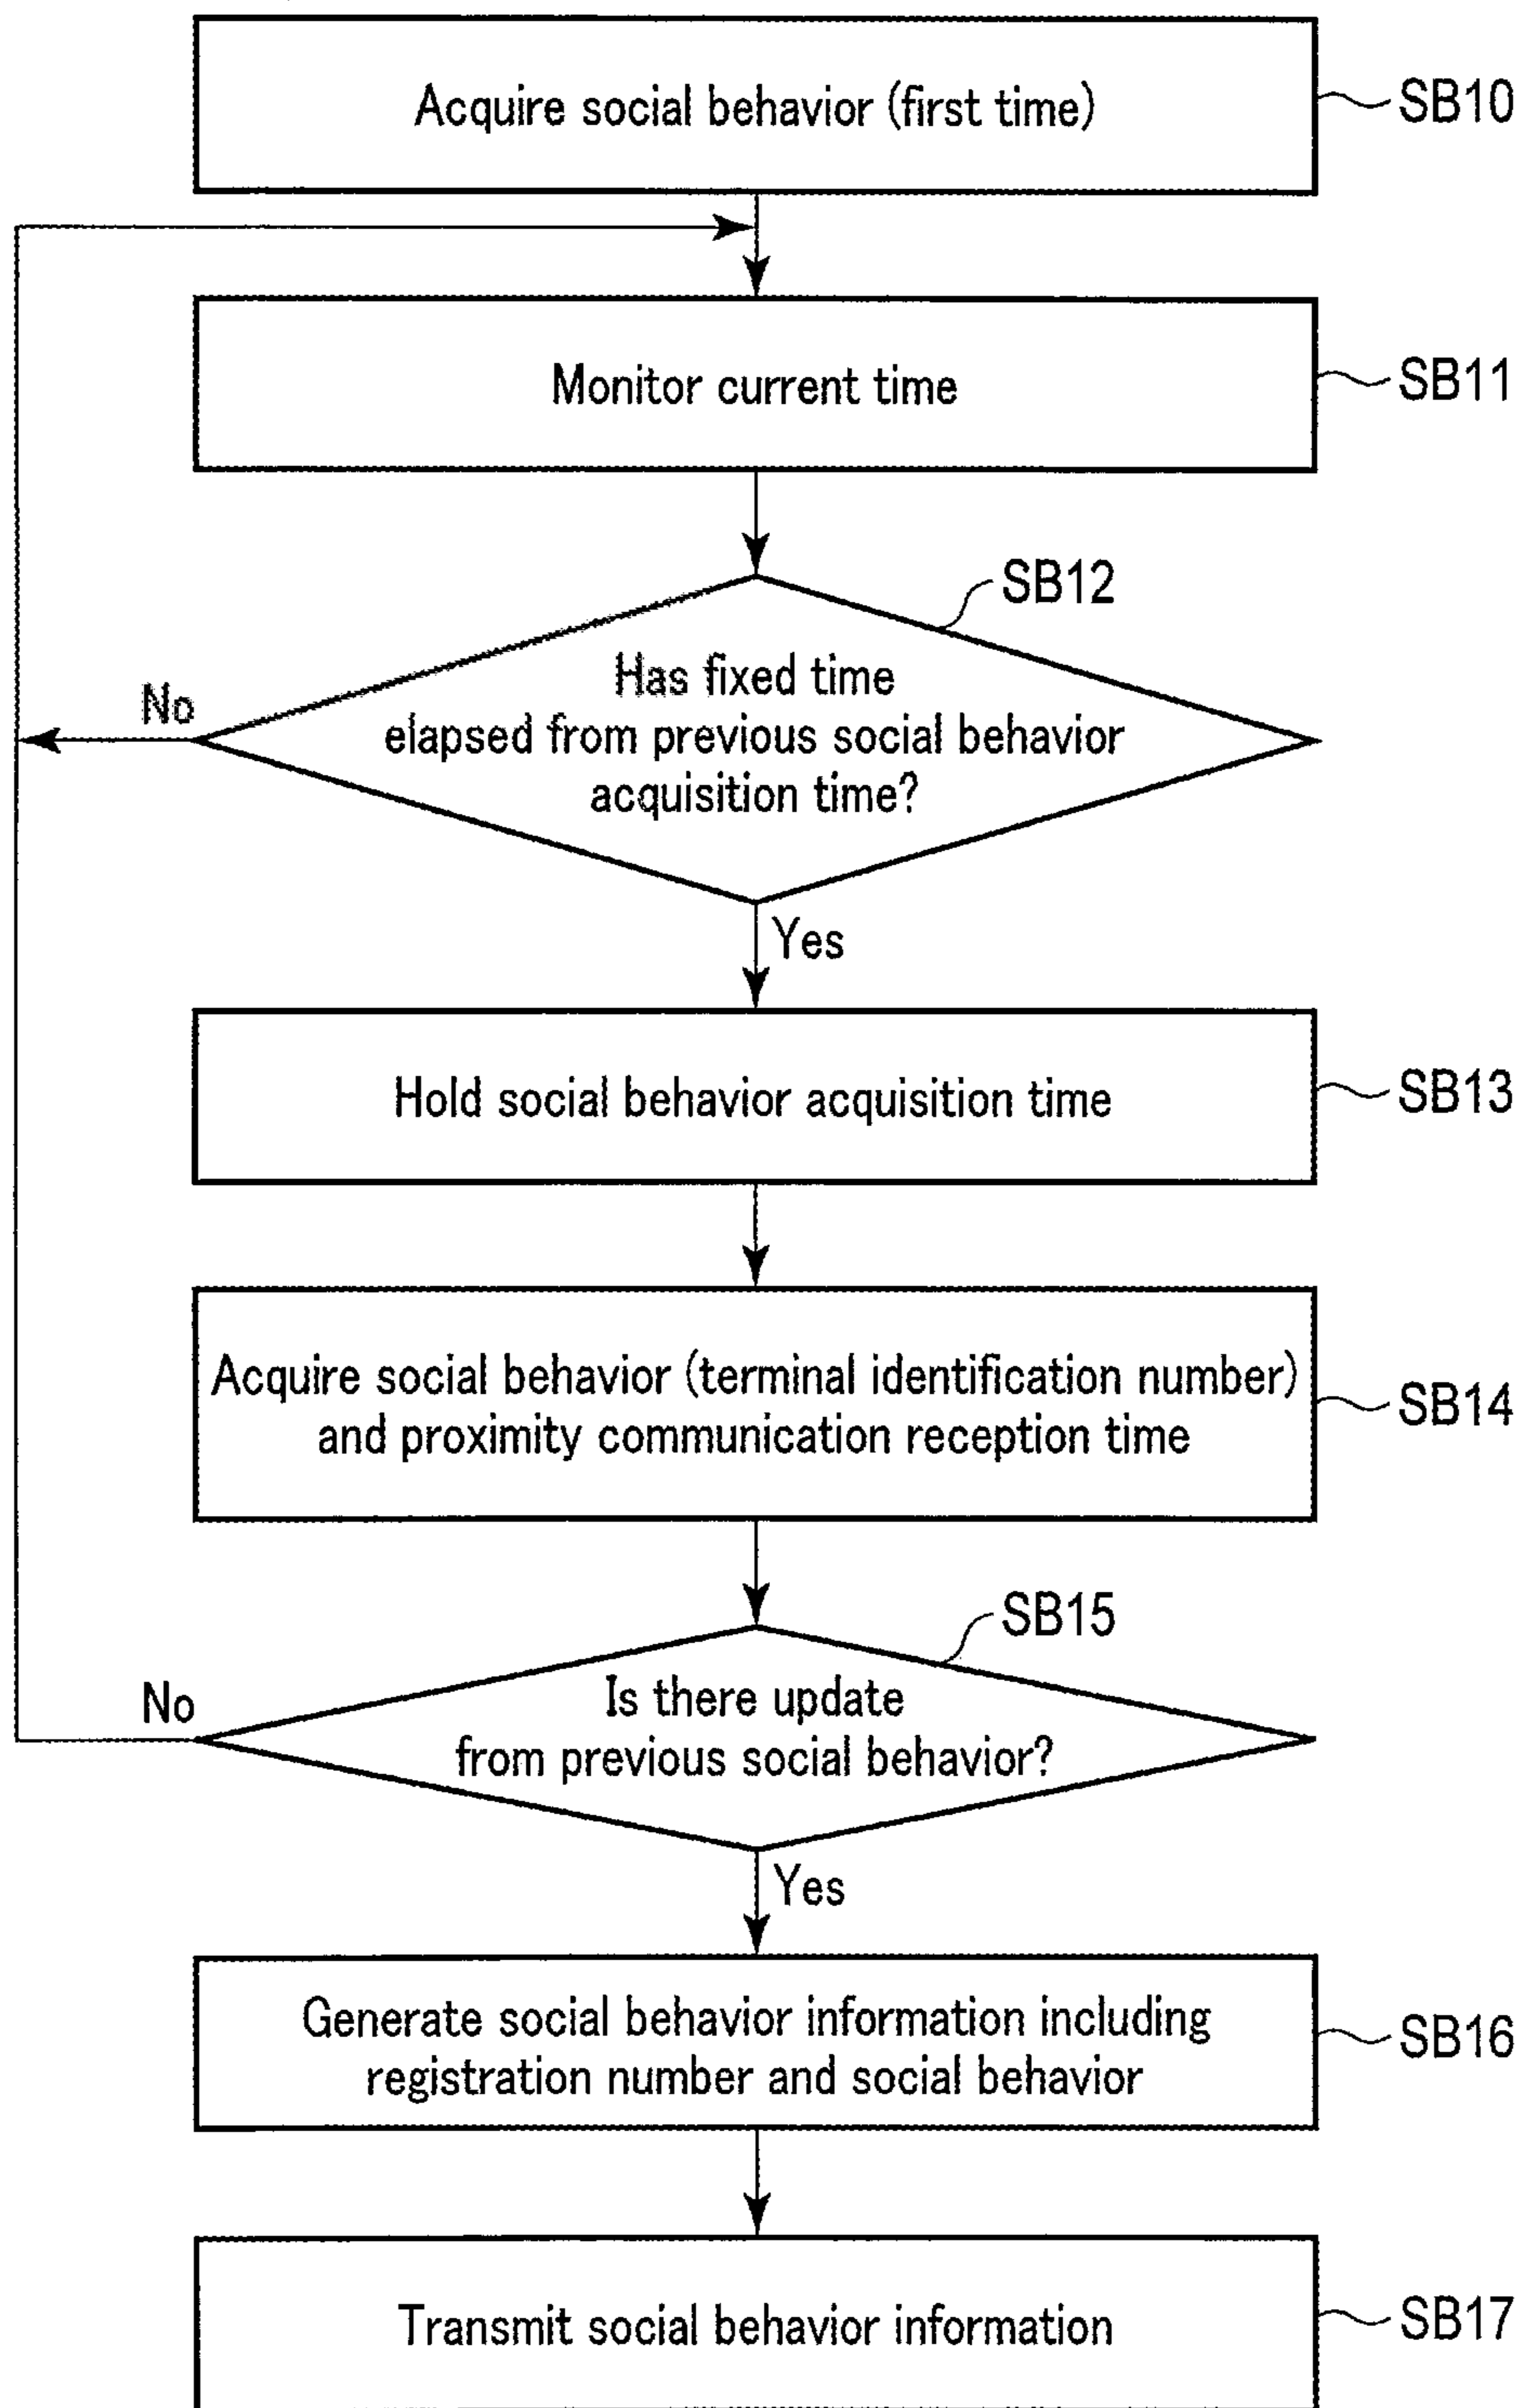 Acquire social behavior (first time)
SB10
Monitor current time
SB11
SB12
Has fixed time
elapsed from previous social behavior
acquisition time?
No
Yes
Hold social behavior acquisition time
SB13
Acquire social behavior (terminal identification number)
and proximity communication reception time
SB14
SB15
Is there update
from previous social behavior?
No
Yes
Generate social behavior information including
registration number and social behavior
SB16
Transmit social behavior information
SB17